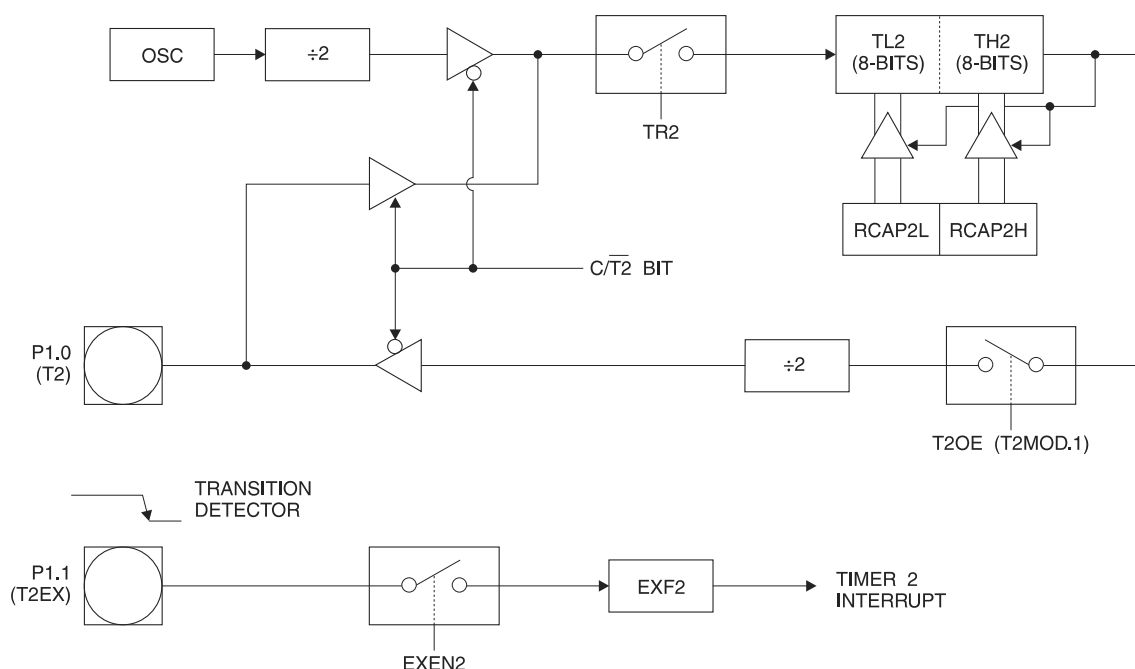 OSC
÷2
TR2
TL2
(8-BITS)
TH2
(8-BITS)
RCAP2L
RCAP2H
C/T̅2̅ BIT
P1.0
(T2)
÷2
T2OE (T2MOD.1)
TRANSITION
DETECTOR
P1.1
(T2EX)
EXEN2
EXF2
TIMER 2
INTERRUPT